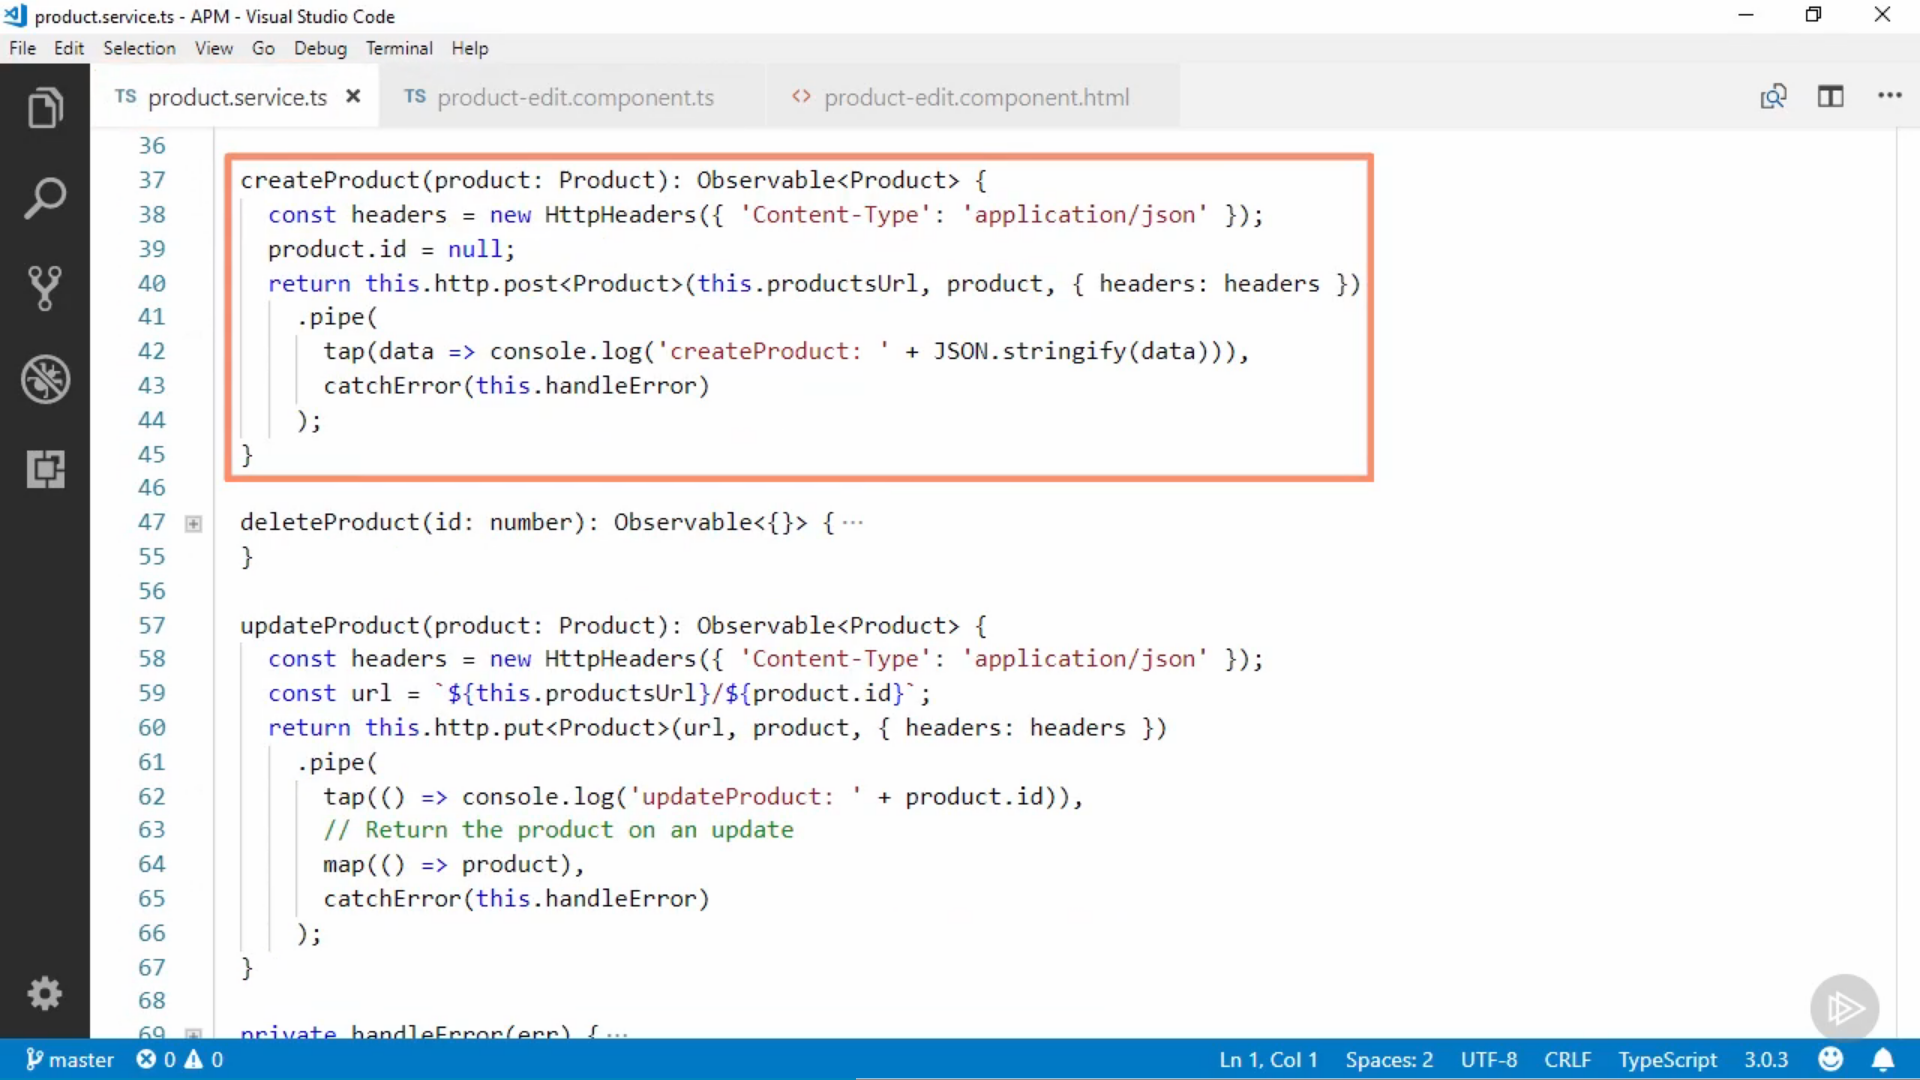 product.service.ts - APM - Visual Studio Code
File Edit Selection View Go Debug Terminal Help
TS product.service.ts TS product-edit.component.ts <> product-edit.component.html
36
37 createProduct(product: Product): Observable<Product> {
38 const headers = new HttpHeaders({ 'Content-Type': 'application/json' });
39 product.id = null;
40 return this.http.post<Product>(this.productsUrl, product, { headers: headers })
41 .pipe(
42 tap(data => console.log('createProduct: ' + JSON.stringify(data))),
43 catchError(this.handleError)
44 );
45 }
46
47 deleteProduct(id: number): Observable<{}> { ...
55 }
56
57 updateProduct(product: Product): Observable<Product> {
58 const headers = new HttpHeaders({ 'Content-Type': 'application/json' });
59 const url = `${this.productsUrl}/${product.id}`;
60 return this.http.put<Product>(url, product, { headers: headers })
61 .pipe(
62 tap(() => console.log('updateProduct: ' + product.id)),
63 // Return the product on an update
64 map(() => product),
65 catchError(this.handleError)
66 );
67 }
68
69 private handleError(err) { ...
master 0 0 Ln 1, Col 1 Spaces: 2 UTF-8 CRLF TypeScript 3.0.3